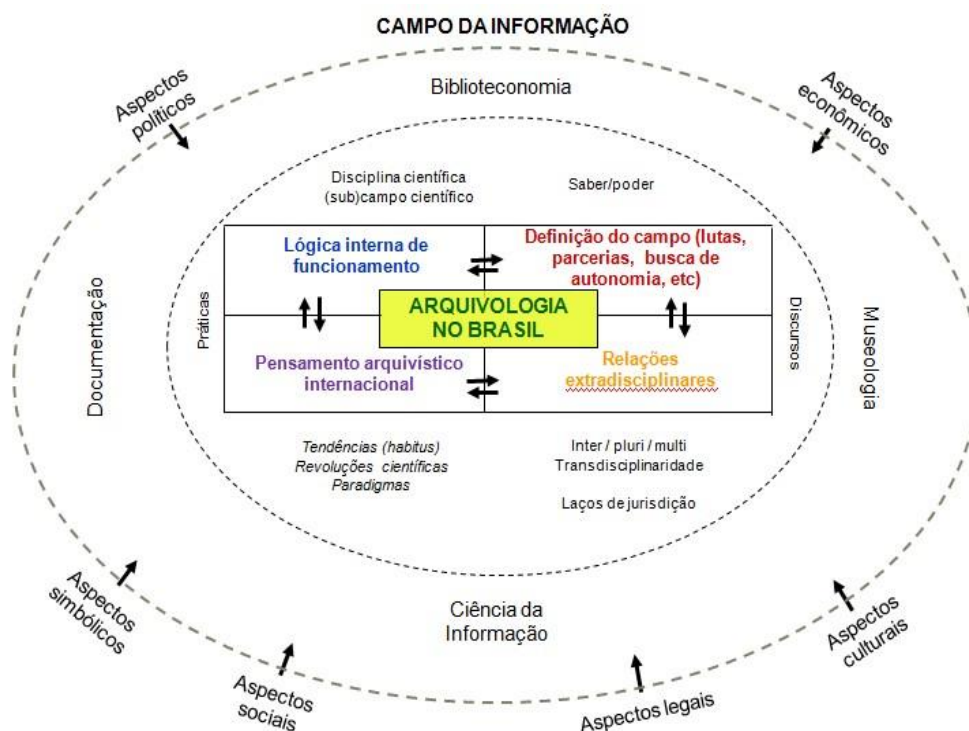 CAMPO DA INFORMAÇÃO
Aspectos
políticos
Biblioteconomia
Aspectos
econômicos
Disciplina científica
(sub)campo científico
Saber/poder
Lógica interna de
funcionamento
Definição do campo (lutas,
parcerias, busca de
autonomia, etc)
Documentação
Práticas
ARQUIVOLOGIA
NO BRASIL
Discursos
Museologia
Pensamento arquivístico
internacional
Relações
extradisciplinares
Tendências (habitus)
Revoluções científicas
Paradigmas
Inter / pluri / multi
Transdisciplinaridade
Laços de jurisdição
Aspectos
simbólicos
Ciência da
Informação
Aspectos
culturais
Aspectos
sociais
Aspectos legais